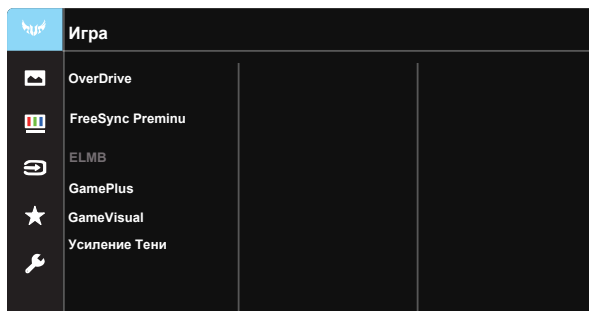 Игра
OverDrive
FreeSync Preminu
ELMB
GamePlus
GameVisual
Усиление Тени